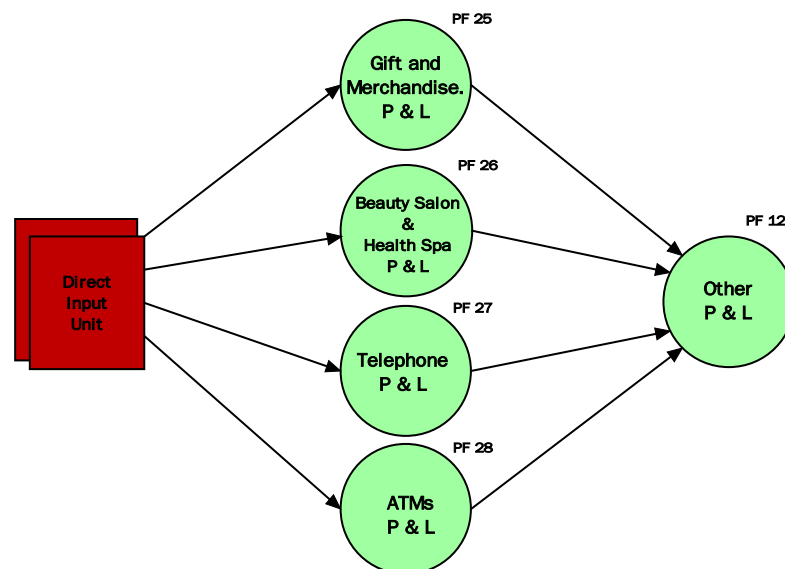 PF 25
Gift and
Merchandise.
P & L
PF 26
Beauty Salon
&
Health Spa
P & L
PF 12
Direct
Input
Unit
Other
P & L
PF 27
Telephone
P & L
PF 28
ATMs
P & L